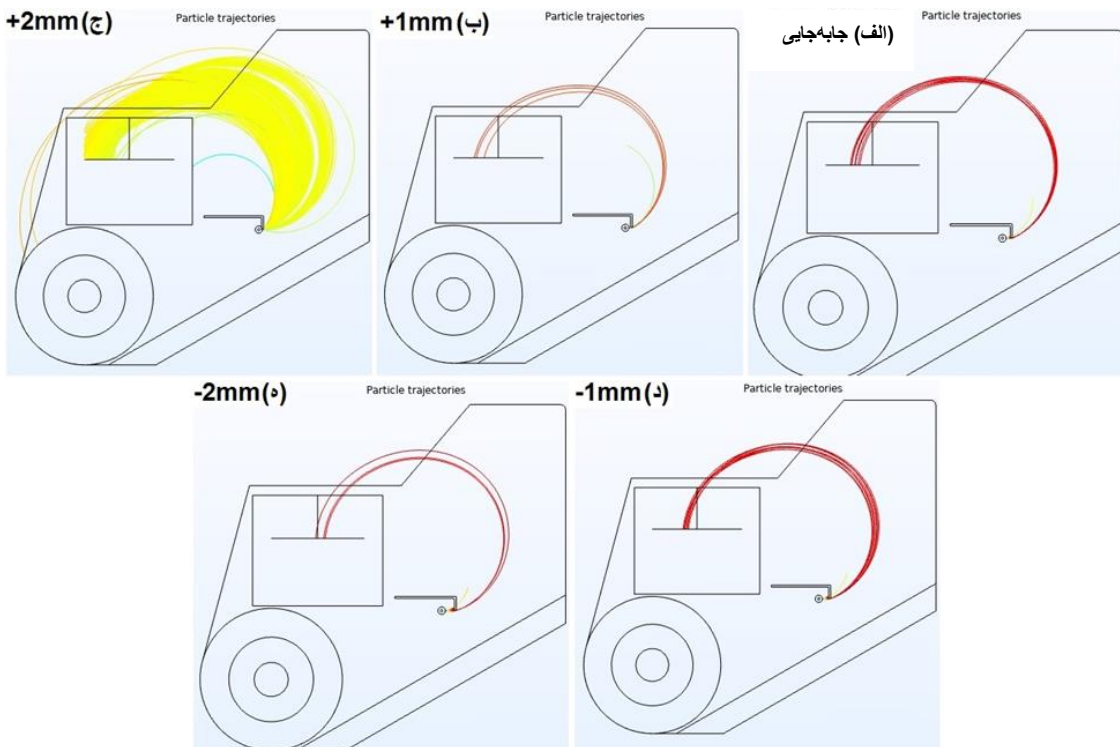 +2mm(ج)
Particle trajectories
+1mm(ب)
Particle trajectories
(الف) جابه‌جایی
Particle trajectories
-2mm(ه)
Particle trajectories
-1mm(د)
Particle trajectories